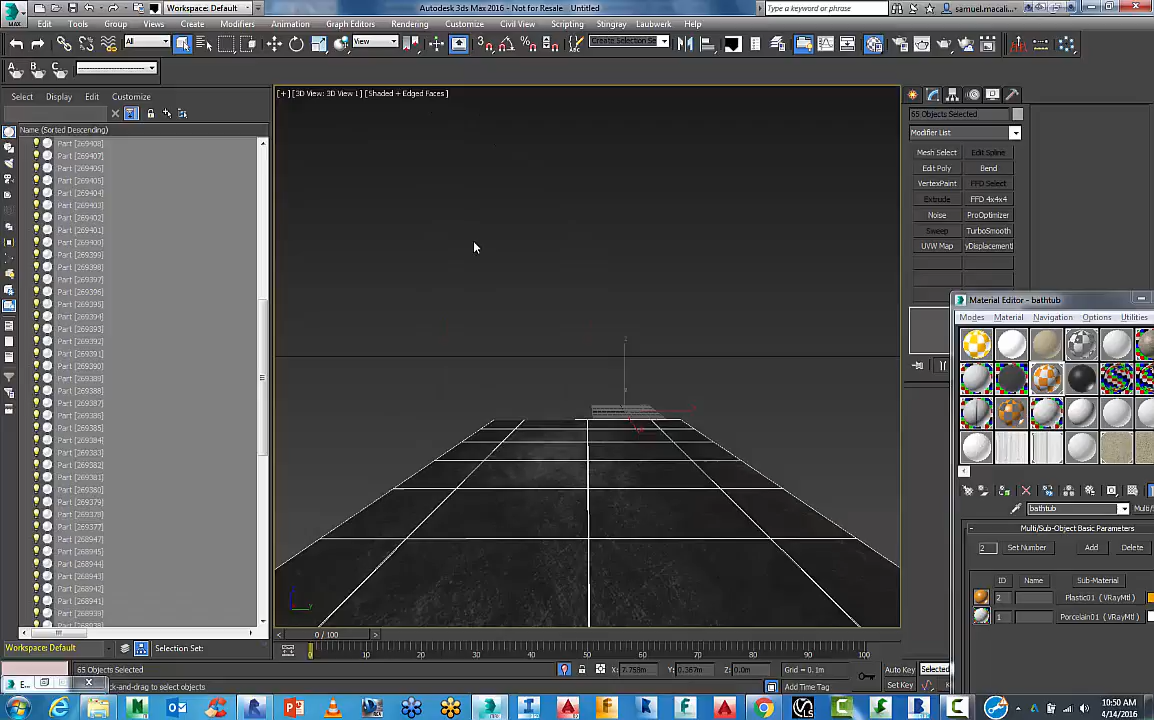 Workspace: Default
Autodesk 3ds Max 2016 - Not for Resale   Untitled
Type a keyword or phrase
samuel.macali...
Edit Tools Group Views Create Modifiers Animation Graph Editors Rendering Customize Civil View Scripting Stingray Laubwerk Help
All
View
Create Selection Se
Select Display Edit Customize
Name (Sorted Descending)
Part [269408]
Part [269407]
Part [269405]
Part [269404]
Part [269403]
Part [269402]
Part [269401]
Part [269400]
Part [269399]
Part [269398]
Part [269397]
Part [269396]
Part [269395]
Part [269394]
Part [269393]
Part [269392]
Part [269391]
Part [269390]
Part [269389]
Part [269388]
Part [269387]
Part [269386]
Part [269385]
Part [269384]
Part [269383]
Part [269382]
Part [269381]
Part [269380]
Part [269379]
Part [269378]
Part [269377]
Part [268947]
Part [268945]
Part [268944]
Part [268943]
Part [268942]
Part [268941]
[+] [3D View: 3D View 1] [Shaded + Edged Faces ]
65 Objects Selected
Modifier List
Mesh Select Edit Spline
Edit Poly Bend
VertexPaint FFD Select
Extrude FFD 4x4x4
Noise ProOptimizer
Sweep TurboSmooth
UVW Map yDisplacement
Material Editor - bathtub
Modes Material Navigation Options Utilities
bathtub
Multi/
Multi/Sub-Object Basic Parameters
2 Set Number Add Delete
ID Name Sub-Material
2 Plastic01 ( VRayMtl )
1 Porcelain01 ( VRayMtl )
0 / 100
0 10 20 30 40 50 60 70 80 90 100
Workspace: Default
Selection Set:
65 Objects Selected
X: 7.758m Y: 0.367m Z: 0.0m
Grid = 0.1m
Auto Key Selected
E...
ck-and-drag to select objects
Add Time Tag
Set Key
10:50 AM
4/14/2016